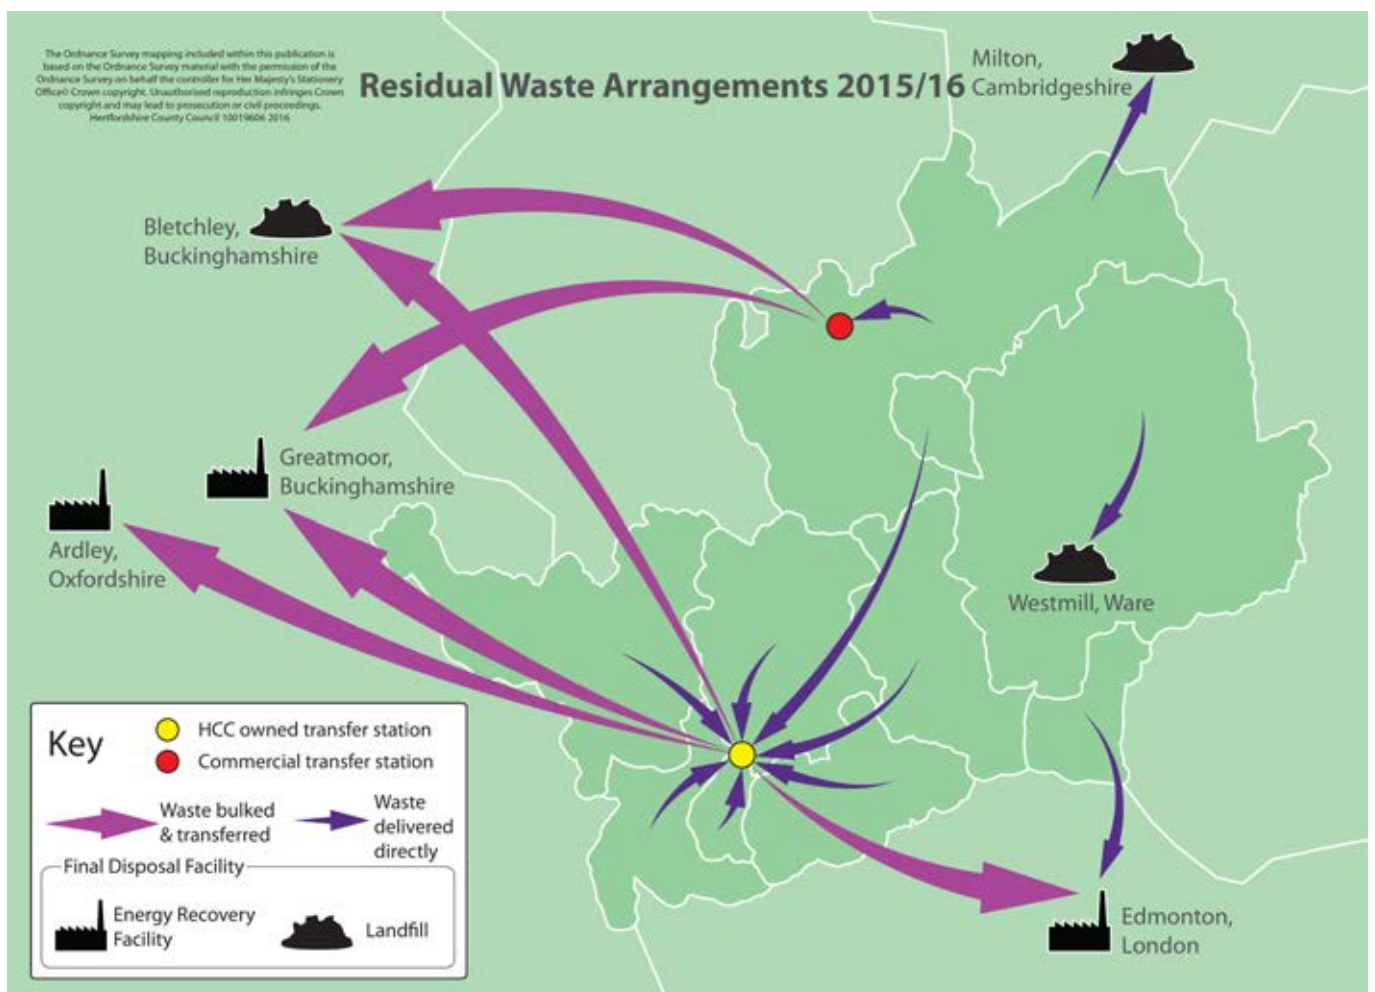 The Ordnance Survey mapping included within this publication is
based on the Ordnance Survey material with the permission of the
Ordnance Survey on behalf the controller for Her Majesty's Stationery
Office© Crown copyright. Unauthorised reproduction infringes Crown
copyright and may lead to prosecution or civil proceedings.
Hertfordshire County Council 10019606 2016
Residual Waste Arrangements 2015/16
Milton,
Cambridgeshire
Bletchley,
Buckinghamshire
Greatmoor,
Buckinghamshire
Ardley,
Oxfordshire
Westmill, Ware
Key
HCC owned transfer station
Commercial transfer station
Waste bulked
& transferred
Waste
delivered
directly
Final Disposal Facility
Energy Recovery
Facility
Landfill
Edmonton,
London